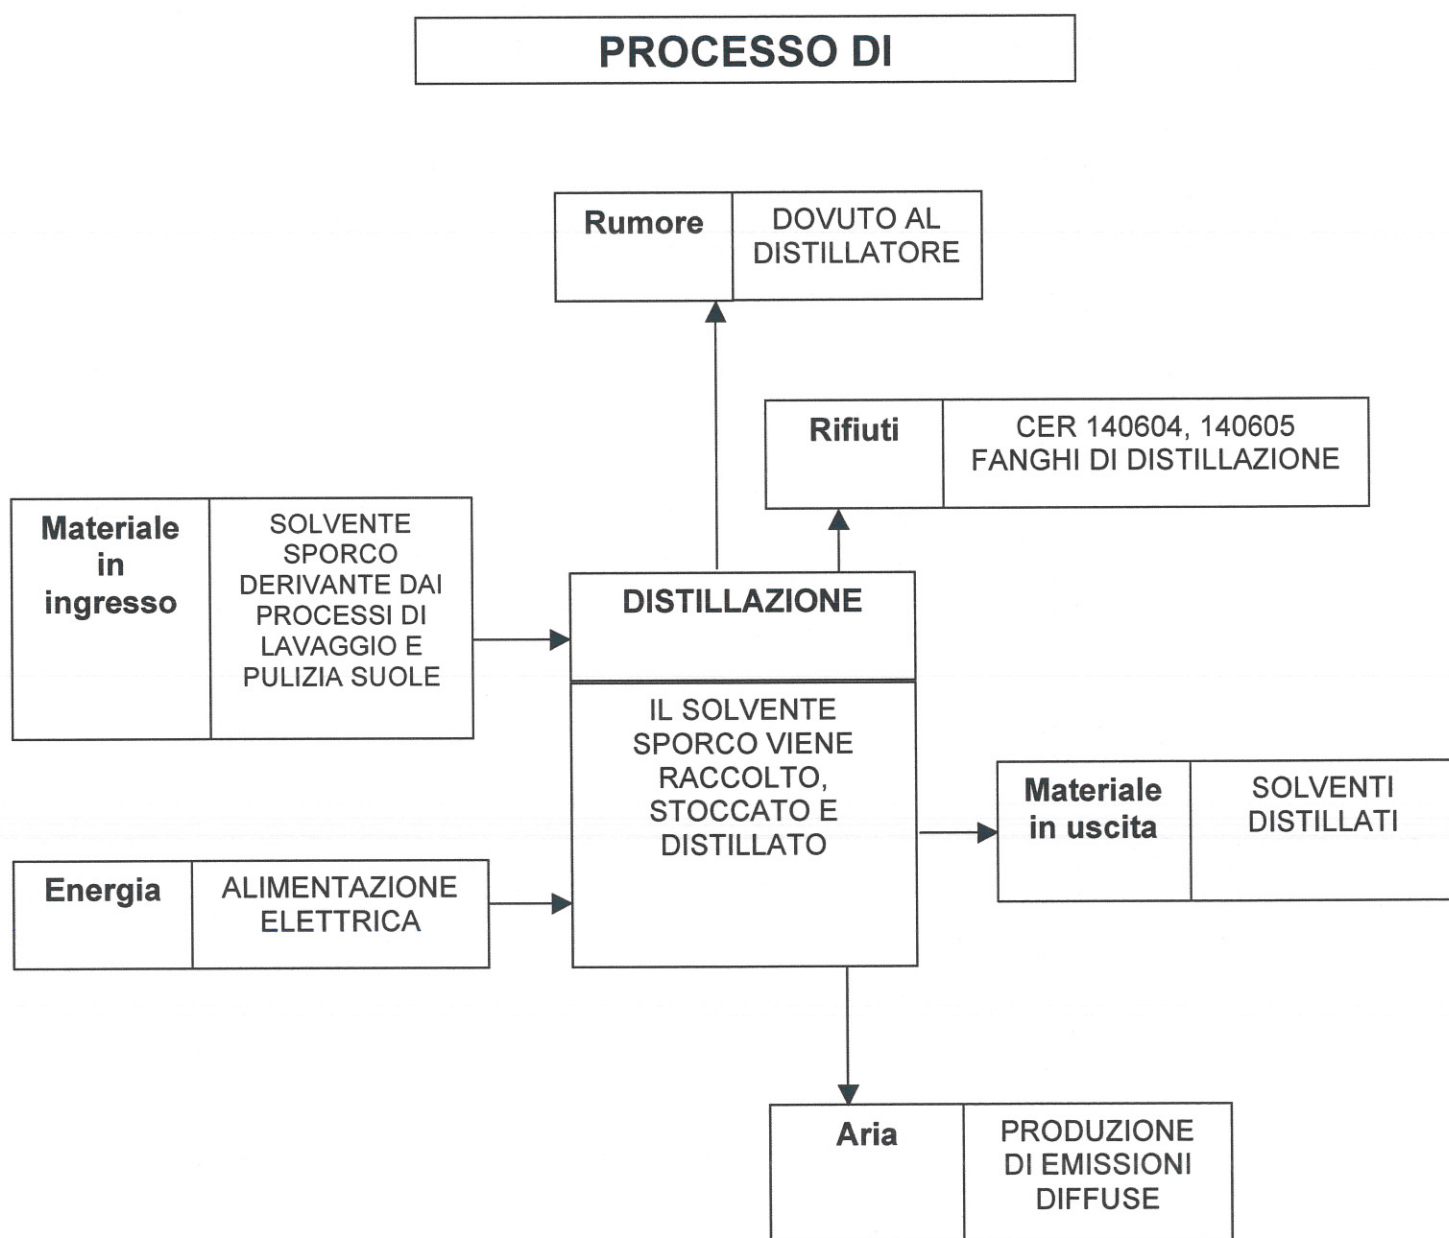 PROCESSO DI
Rumore
DOVUTO AL
DISTILLATORE
Rifiuti
CER 140604, 140605
FANGHI DI DISTILLAZIONE
Materiale
in
ingresso
SOLVENTE
SPORCO
DERIVANTE DAI
PROCESSI DI
LAVAGGIO E
PULIZIA SUOLE
DISTILLAZIONE
IL SOLVENTE
SPORCO VIENE
RACCOLTO,
STOCCATO E
DISTILLATO
Materiale
in uscita
SOLVENTI
DISTILLATI
Energia
ALIMENTAZIONE
ELETTRICA
Aria
PRODUZIONE
DI EMISSIONI
DIFFUSE